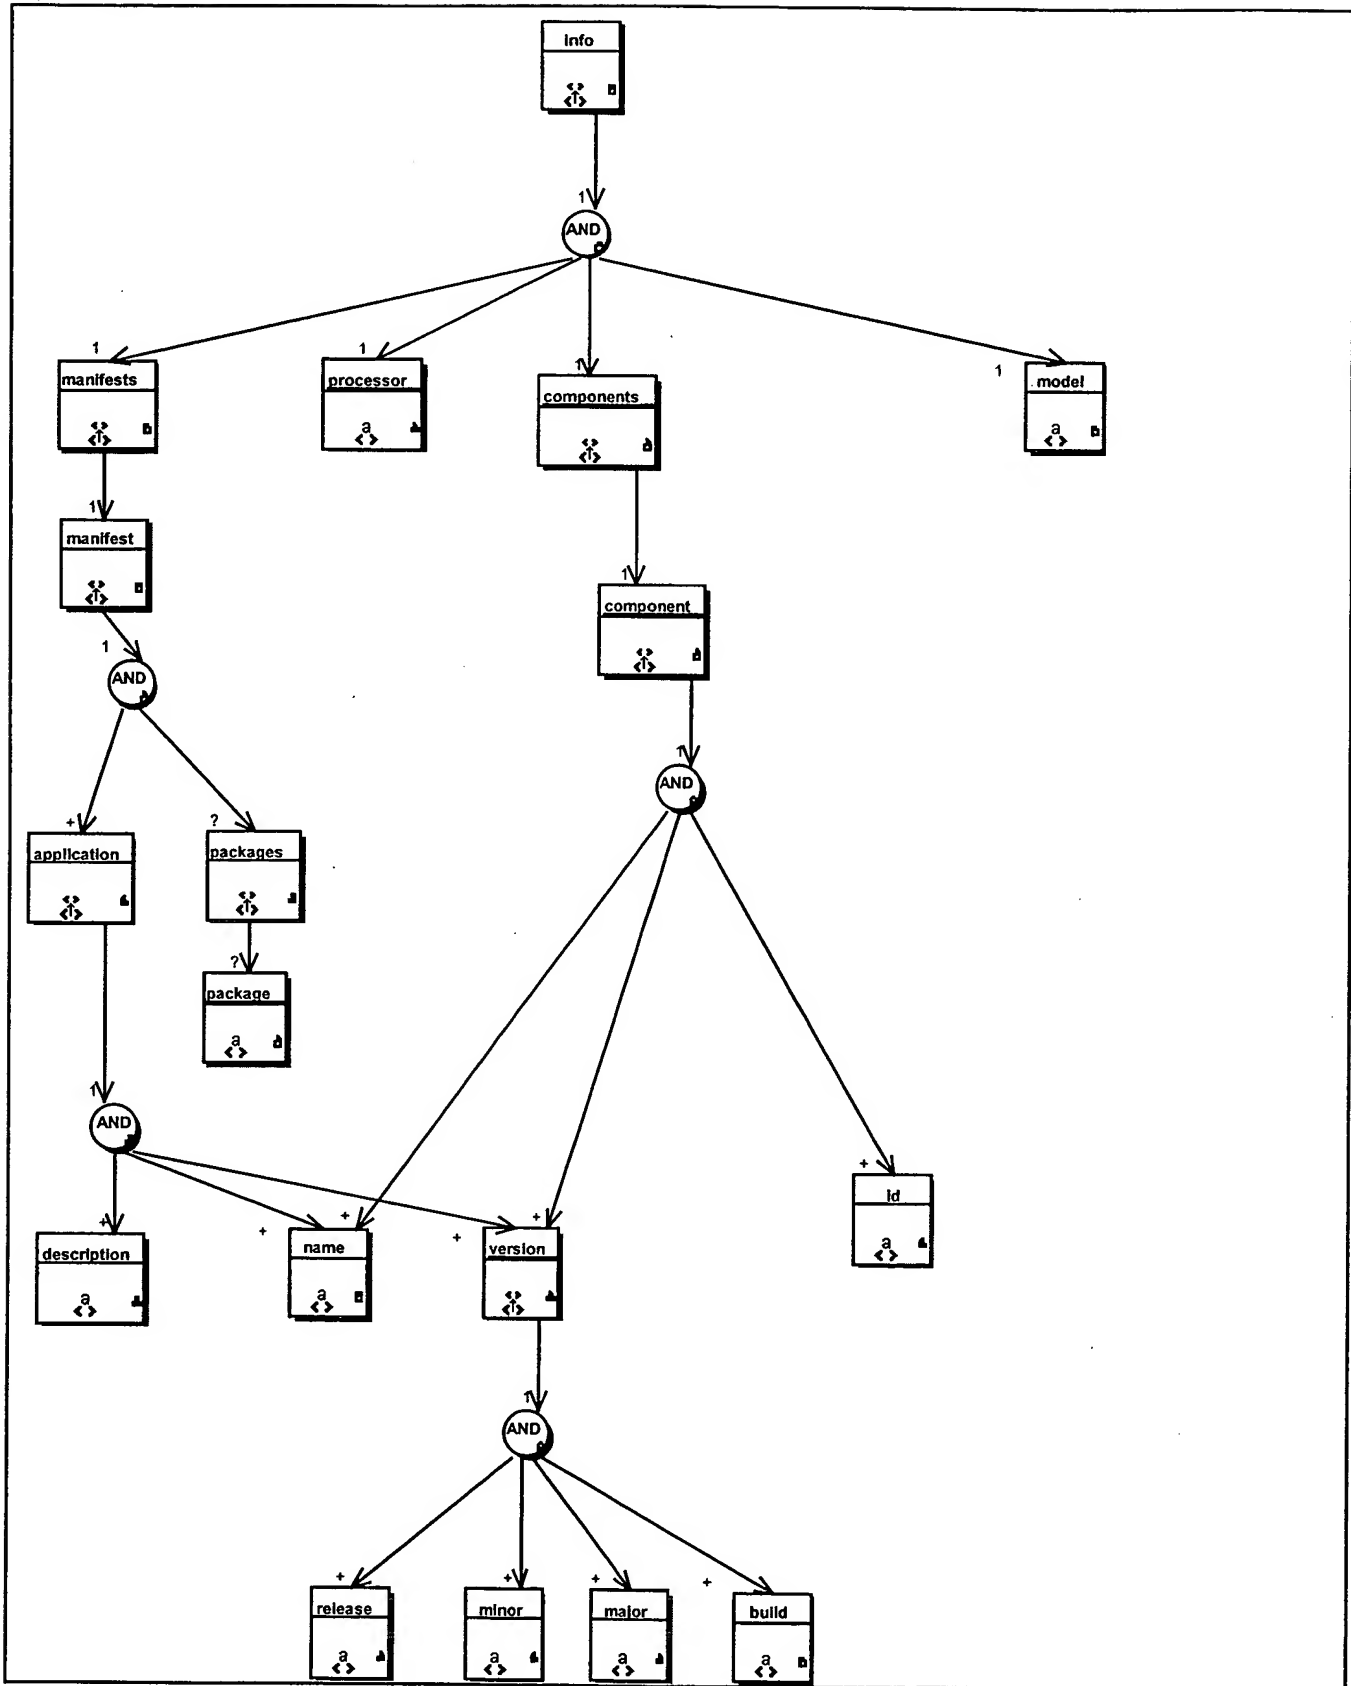 Info
1
AND
1
1
1
1
manifests
processor
components
model
a
a
1
manifest
1
component
1
AND
1
AND
+
?
application
packages
?
package
a
1
AND
+
+
+
+
+
+
description
name
version
id
a
a
a
1
AND
+
+
+
+
release
minor
major
build
a
a
a
a